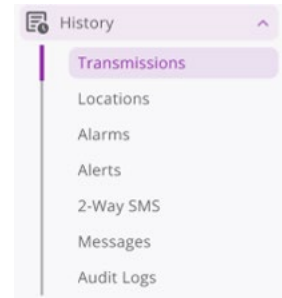 History
Transmissions
Locations
Alarms
Alerts
2-Way SMS
Messages
Audit Logs